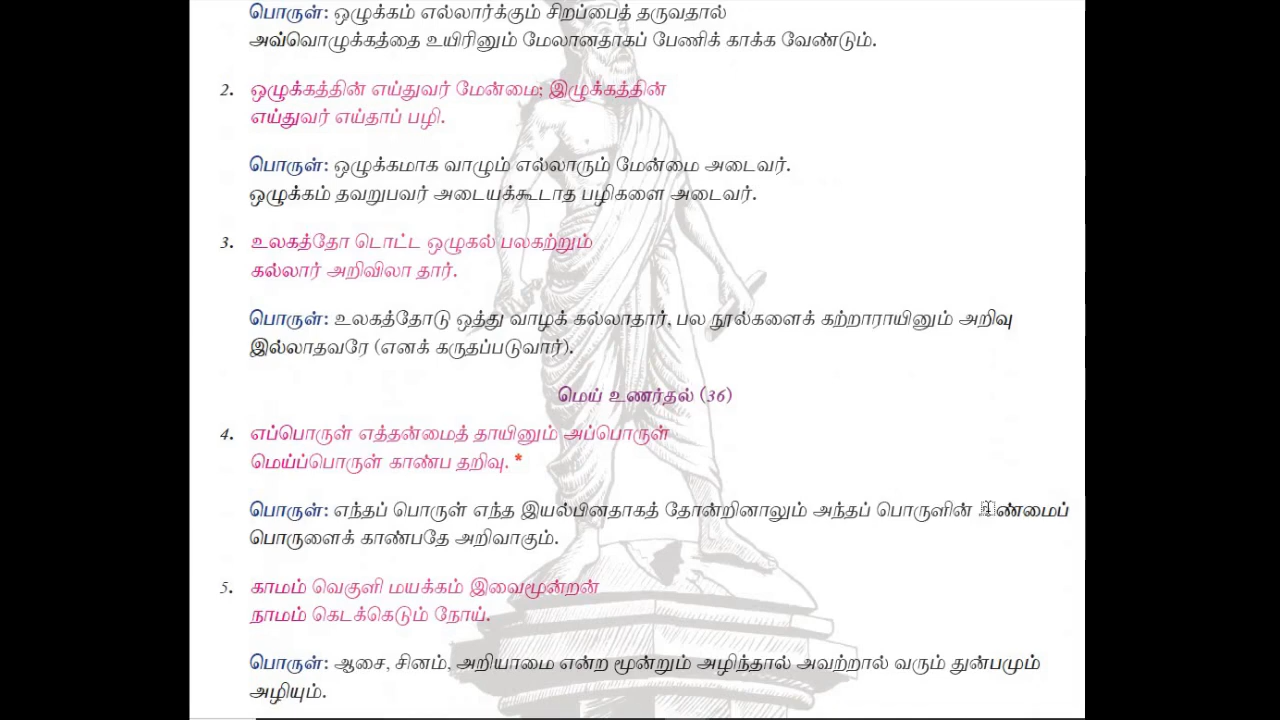 பொருள்: ஒழுக்கம் எல்லார்க்கும் சிறப்பைத் தருவதால்
அவ்வொழுக்கத்தை உயிரினும் மேலானதாகப் பேணிக் காக்க வேண்டும்.
2. ஒழுக்கத்தின் எய்துவர் மேன்மை; இழுக்கத்தின்
எய்துவர் எய்தாப் பழி.
பொருள்: ஒழுக்கமாக வாழும் எல்லாரும் மேன்மை அடைவர்.
ஒழுக்கம் தவறுபவர் அடையக்கூடாத பழிகளை அடைவர்.
3. உலகத்தோ டொட்ட ஒழுகல் பலகற்றும்
கல்லார் அறிவிலா தார்.
பொருள்: உலகத்தோடு ஒத்து வாழக் கல்லாதார், பல நூல்களைக் கற்றாராயினும் அறிவு
இல்லாதவரே (எனக் கருதப்படுவார்).
மெய் உணர்தல் (36)
4. எப்பொருள் எத்தன்மைத் தாயினும் அப்பொருள்
மெய்ப்பொருள் காண்ப தறிவு. *
பொருள்: எந்தப் பொருள் எந்த இயல்பினதாகத் தோன்றினாலும் அந்தப் பொருளின்
பொருளைக் காண்பதே அறிவாகும்.
5. காமம் வெகுளி மயக்கம் இவைமூன்றன்
நாமம் கெடக்கெடும் நோய்.
பொருள்: ஆசை, சினம், அறியாமை என்ற மூன்றும் அழிந்தால் அவற்றால் வரும் துன்பமும்
அழியும்.